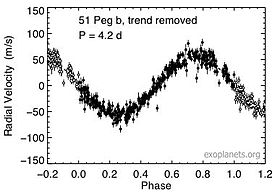 51 Peg b, trend removed
P = 4.2 d
Radial Velocity (m/s)
150
100
50
0
-50
-100
-150
exoplanets.org
-0.2 0.0 0.2 0.4 0.6 0.8 1.0 1.2
Phase